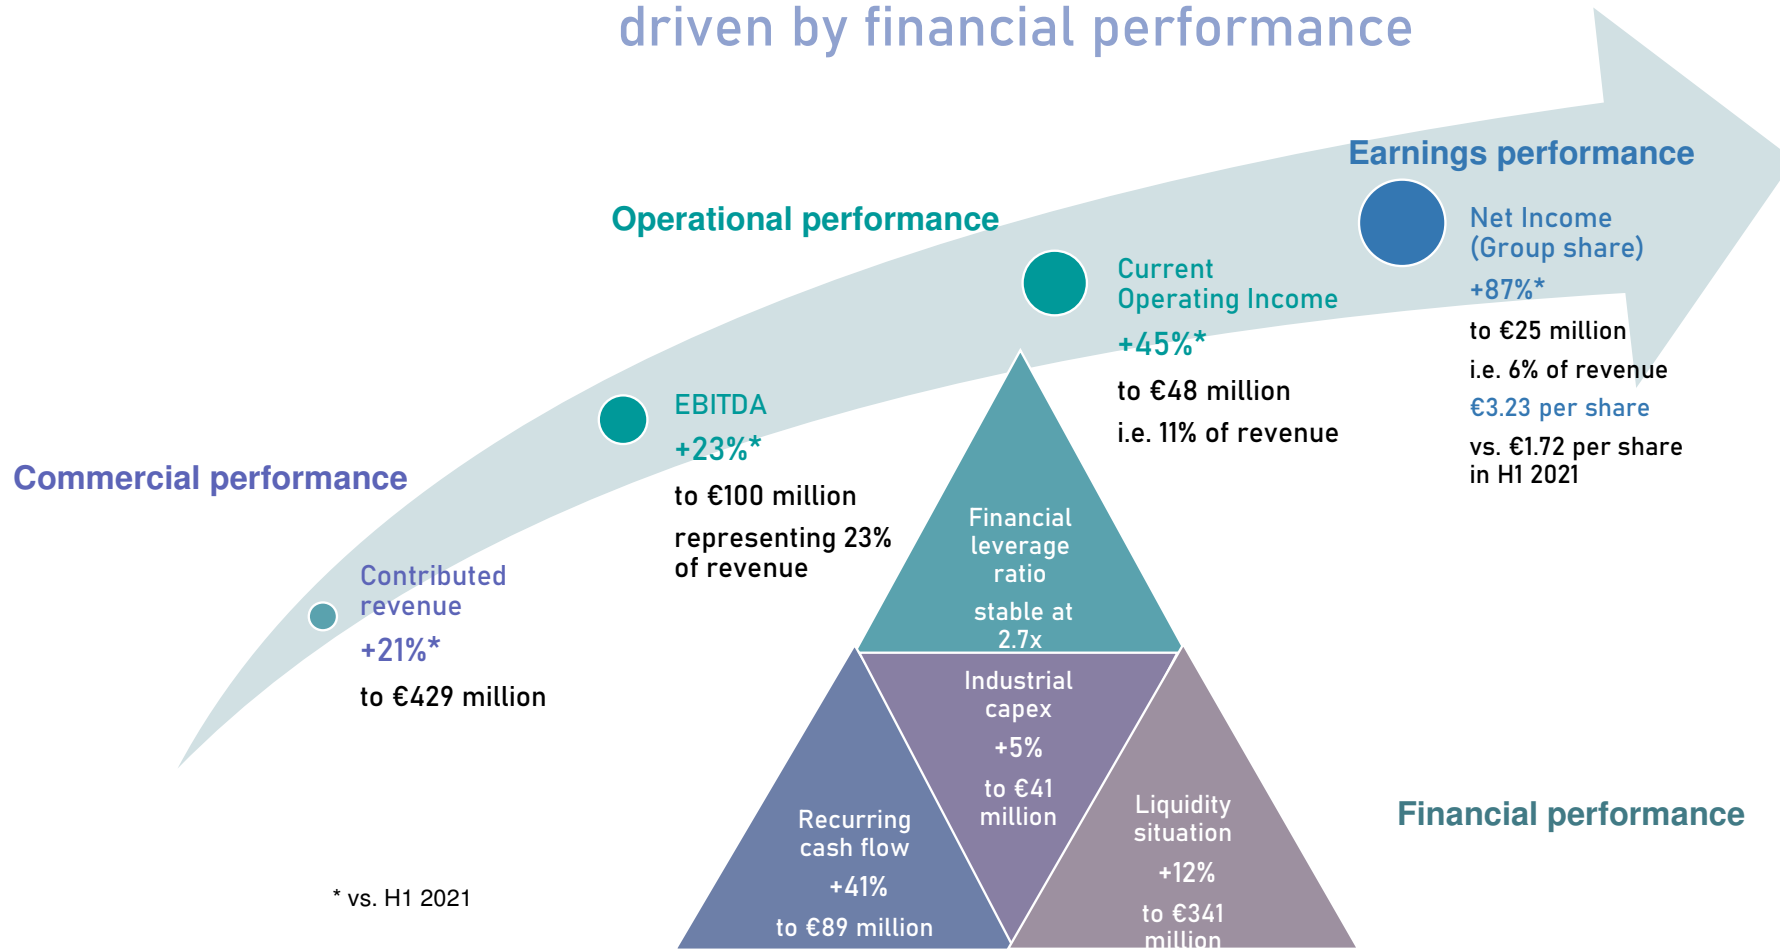 driven by financial performance
Commercial performance
Contributed
revenue
+21%*
to €429 million
Operational performance
EBITDA
+23%*
to €100 million
representing 23%
of revenue
Current
Operating Income
+45%*
to €48 million
i.e. 11% of revenue
Earnings performance
Net Income
(Group share)
+87%*
to €25 million
i.e. 6% of revenue
€3.23 per share
vs. €1.72 per share
in H1 2021
Financial
leverage
ratio
stable at
2.7x
Industrial
capex
+5%
to €41
million
Recurring
cash flow
+41%
to €89 million
Liquidity
situation
+12%
to €341
million
Financial performance
* vs. H1 2021